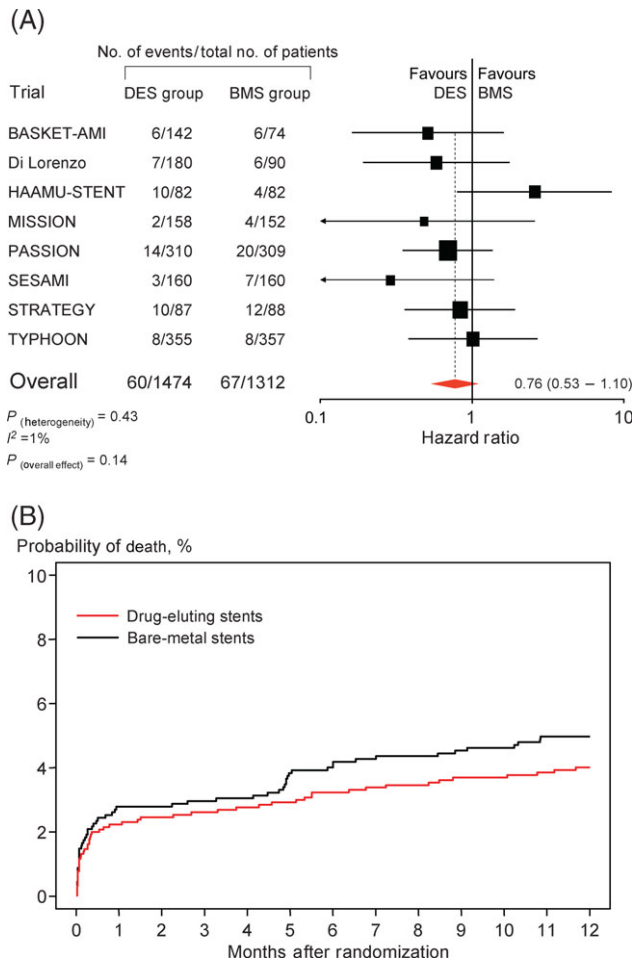 (A)
No. of events/total no. of patients
Trial DES group BMS group
Favours DES Favours BMS
BASKET-AMI 6/142 6/74
Di Lorenzo 7/180 6/90
HAAMU-STENT 10/82 4/82
MISSION 2/158 4/152
PASSION 14/310 20/309
SESAMI 3/160 7/160
STRATEGY 10/87 12/88
TYPHOON 8/355 8/357
Overall 60/1474 67/1312 0.76 (0.53 – 1.10)
0.1 1 10
Hazard ratio
P (heterogeneity) = 0.43
I² =1%
P (overall effect) = 0.14
(B)
Probability of death, %
10
8
6
4
2
0
Drug-eluting stents
Bare-metal stents
0 1 2 3 4 5 6 7 8 9 10 11 12
Months after randomization